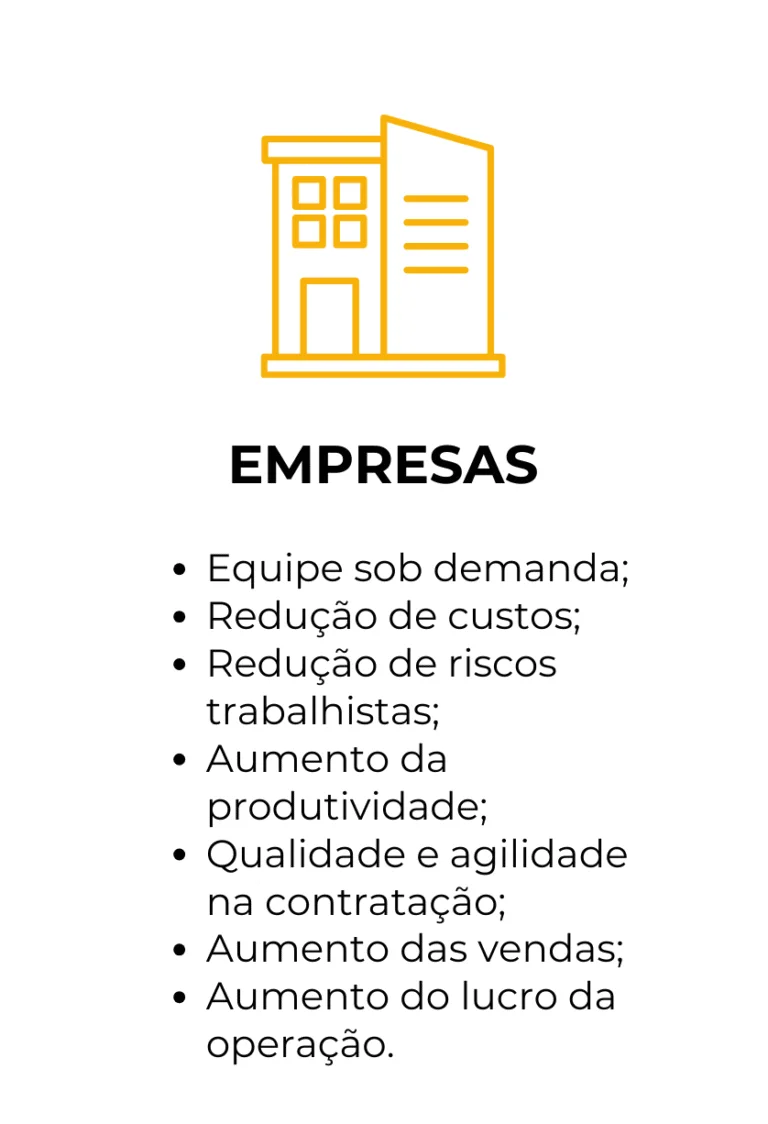 EMPRESAS
• Equipe sob demanda;
• Redução de custos;
• Redução de riscos
trabalhistas;
• Aumento da
produtividade;
• Qualidade e agilidade
na contratação;
• Aumento das vendas;
• Aumento do lucro da
operação.